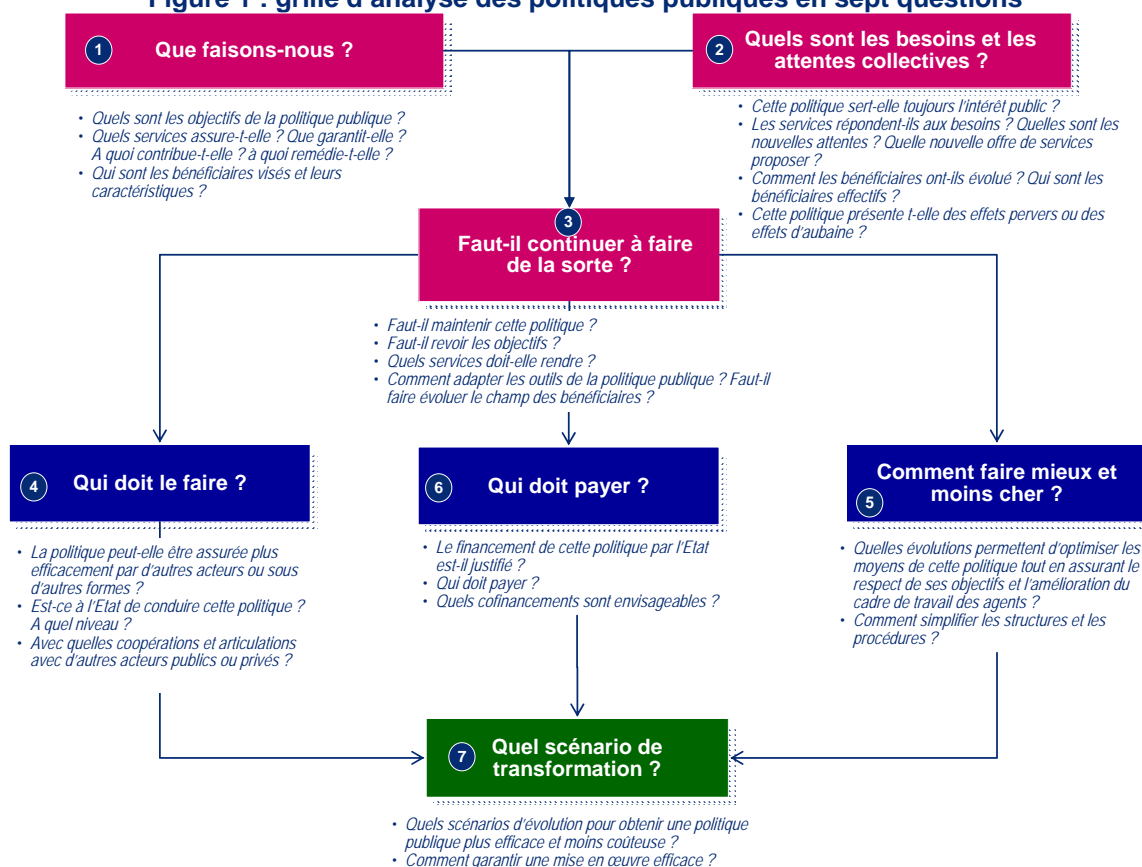 Figure 1 : grille d'analyse des politiques publiques en sept questions
1
Que faisons-nous ?
2
Quels sont les besoins et les
attentes collectives ?
• Quels sont les objectifs de la politique publique ?
• Quels services assure-t-elle ? Que garantit-elle ?
A quoi contribue-t-elle ? à quoi remédie-t-elle ?
• Qui sont les bénéficiaires visés et leurs
caractéristiques ?
• Cette politique sert-elle toujours l'intérêt public ?
• Les services répondent-ils aux besoins ? Quelles sont les
nouvelles attentes ? Quelle nouvelle offre de services
proposer ?
• Comment les bénéficiaires ont-ils évolué ? Qui sont les
bénéficiaires effectifs ?
• Cette politique présente t-elle des effets pervers ou des
effets d'aubaine ?
3
Faut-il continuer à faire
de la sorte ?
• Faut-il maintenir cette politique ?
• Faut-il revoir les objectifs ?
• Quels services doit-elle rendre ?
• Comment adapter les outils de la politique publique ? Faut-il
faire évoluer le champ des bénéficiaires ?
4
Qui doit le faire ?
6
Qui doit payer ?
5
Comment faire mieux et
moins cher ?
• La politique peut-elle être assurée plus
efficacement par d'autres acteurs ou sous
d'autres formes ?
• Est-ce à l'Etat de conduire cette politique ?
A quel niveau ?
• Avec quelles coopérations et articulations
avec d'autres acteurs publics ou privés ?
• Le financement de cette politique par l'Etat
est-il justifié ?
• Qui doit payer ?
• Quels cofinancements sont envisageables ?
• Quelles évolutions permettent d'optimiser les
moyens de cette politique tout en assurant le
respect de ses objectifs et l'amélioration du
cadre de travail des agents ?
• Comment simplifier les structures et les
procédures ?
7
Quel scénario de
transformation ?
• Quels scénarios d'évolution pour obtenir une politique
publique plus efficace et moins coûteuse ?
• Comment garantir une mise en œuvre efficace ?